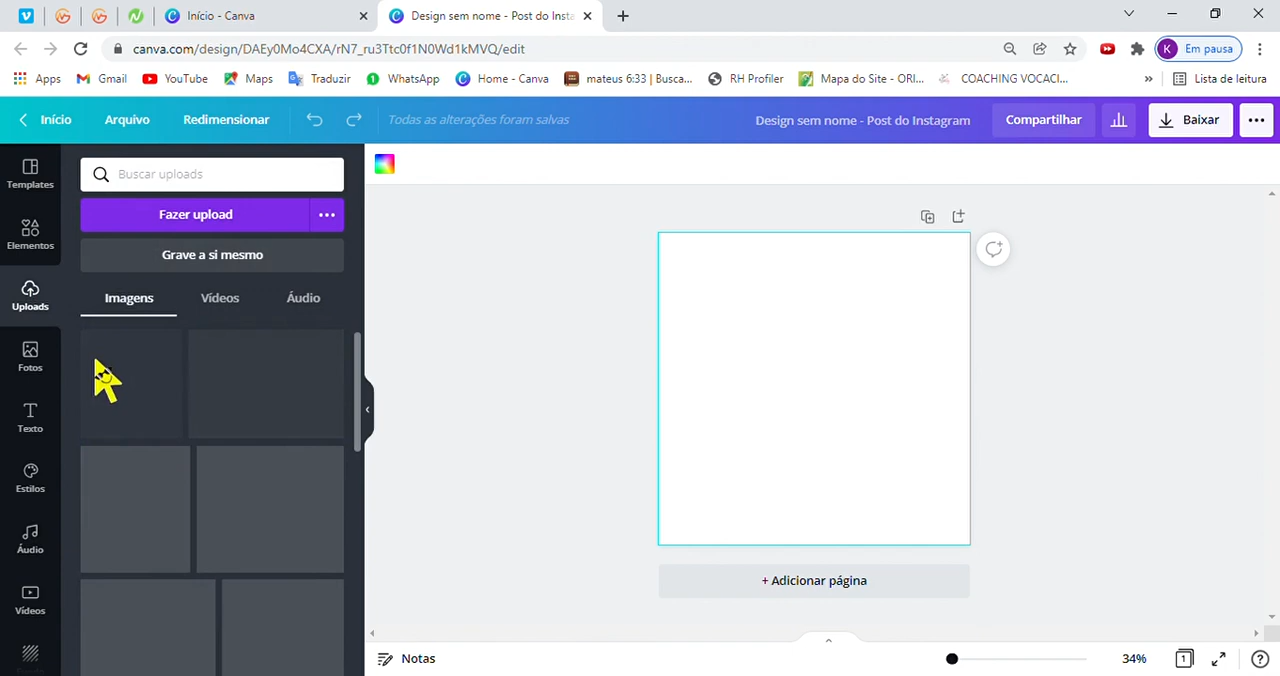 Início - Canva
Design sem nome - Post do Insta
canva.com/design/DAEy0Mo4CXA/rN7_ru3Ttc0f1N0Wd1kMVQ/edit
K Em pausa
Apps Gmail YouTube Maps Traduzir WhatsApp Home - Canva mateus 6:33 | Busca... RH Profiler Mapa do Site - ORI... COACHING VOCACI... » Lista de leitura
Início Arquivo Redimensionar Todas as alterações foram salvas Design sem nome - Post do Instagram Compartilhar Baixar
Templates
Elementos
Uploads
Fotos
Texto
Estilos
Áudio
Vídeos
Buscar uploads
Fazer upload
Grave a si mesmo
Imagens Vídeos Áudio
+ Adicionar página
Notas 34% 1